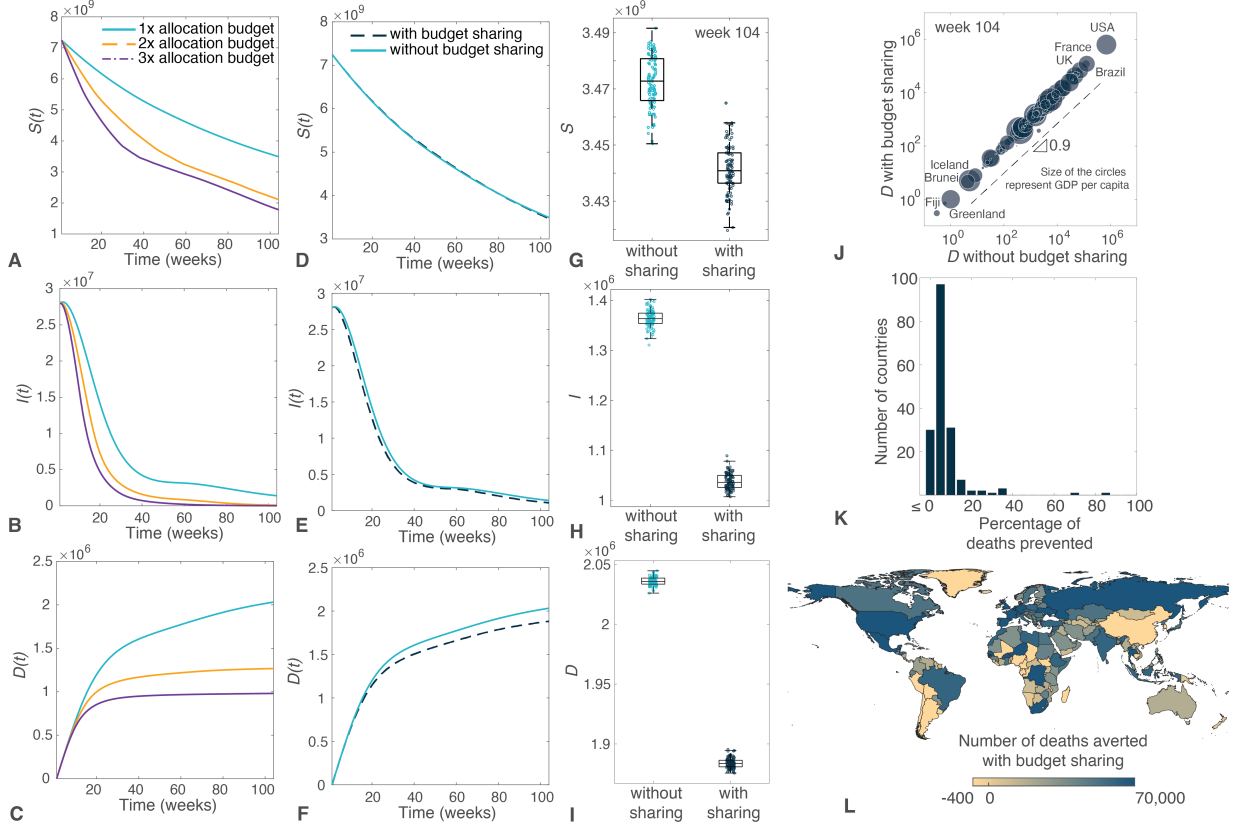 ×10⁹
8
7
6
5
4
3
2
1
S(t)
1x allocation budget
2x allocation budget
3x allocation budget
20
40
60
80
100
A
Time (weeks)
×10⁹
9
8
7
6
5
4
3
S(t)
with budget sharing
without budget sharing
20
40
60
80
100
D
Time (weeks)
×10⁹
3.49
3.47
3.45
3.43
S
week 104
without
sharing
with
sharing
G
week 104
10⁶
10⁴
10²
10⁰
D with budget sharing
USA
France
UK
Brazil
0.9
Iceland
Brunei
Size of the circles
represent GDP per capita
Fiji
Greenland
10⁰
10²
10⁴
10⁶
J
D without budget sharing
×10⁷
3
2.5
2
1.5
1
0.5
0
I(t)
20
40
60
80
100
B
Time (weeks)
×10⁷
3
2.5
2
1.5
1
0.5
0
I(t)
20
40
60
80
100
E
Time (weeks)
×10⁶
1.4
1.3
1.2
1.1
1
I
without
sharing
with
sharing
H
100
80
60
40
20
Number of countries
≤ 0
20
40
60
80
100
K
Percentage of
deaths prevented
×10⁶
2.5
2
1.5
1
0.5
0
D(t)
20
40
60
80
100
C
Time (weeks)
×10⁶
2.5
2
1.5
1
0.5
0
D(t)
20
40
60
80
100
F
Time (weeks)
×10⁶
2.05
2
1.95
1.9
D
without
sharing
with
sharing
I
Number of deaths averted
with budget sharing
-400
0
70,000
L